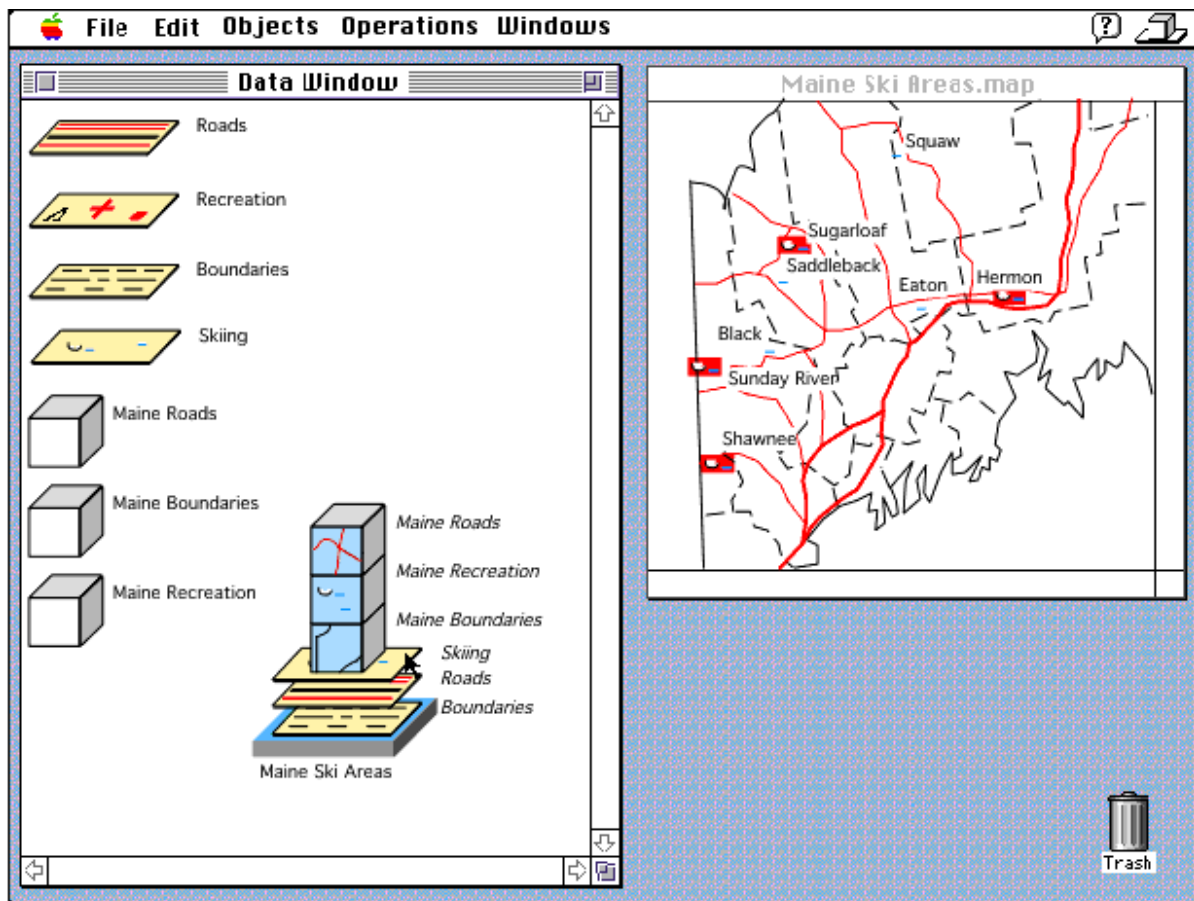 File Edit Objects Operations Windows
Data Window
Roads
Recreation
Boundaries
Skiing
Maine Roads
Maine Boundaries
Maine Recreation
Maine Roads
Maine Recreation
Maine Boundaries
Skiing
Roads
Boundaries
Maine Ski Areas
Maine Ski Areas.map
Squaw
Sugarloaf
Saddleback
Eaton
Hermon
Black
Sunday River
Shawnee
Trash